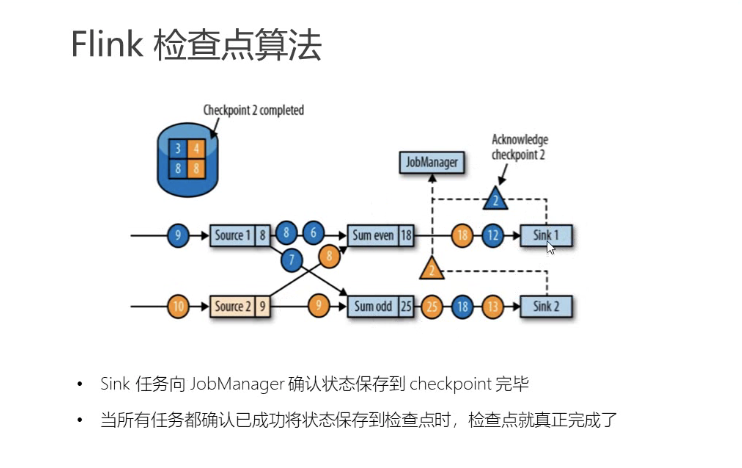 Flink 检查点算法
Checkpoint 2 completed
3 4
8 8
Acknowledge
checkpoint 2
JobManager
2
9 Source 1 8 8 6 Sum even 18 18 12 Sink 1
7 8
2
10 Source 2 9 9 Sum odd 25 25 18 13 Sink 2
• Sink 任务向 JobManager 确认状态保存到 checkpoint 完毕
• 当所有任务都确认已成功将状态保存到检查点时，检查点就真正完成了